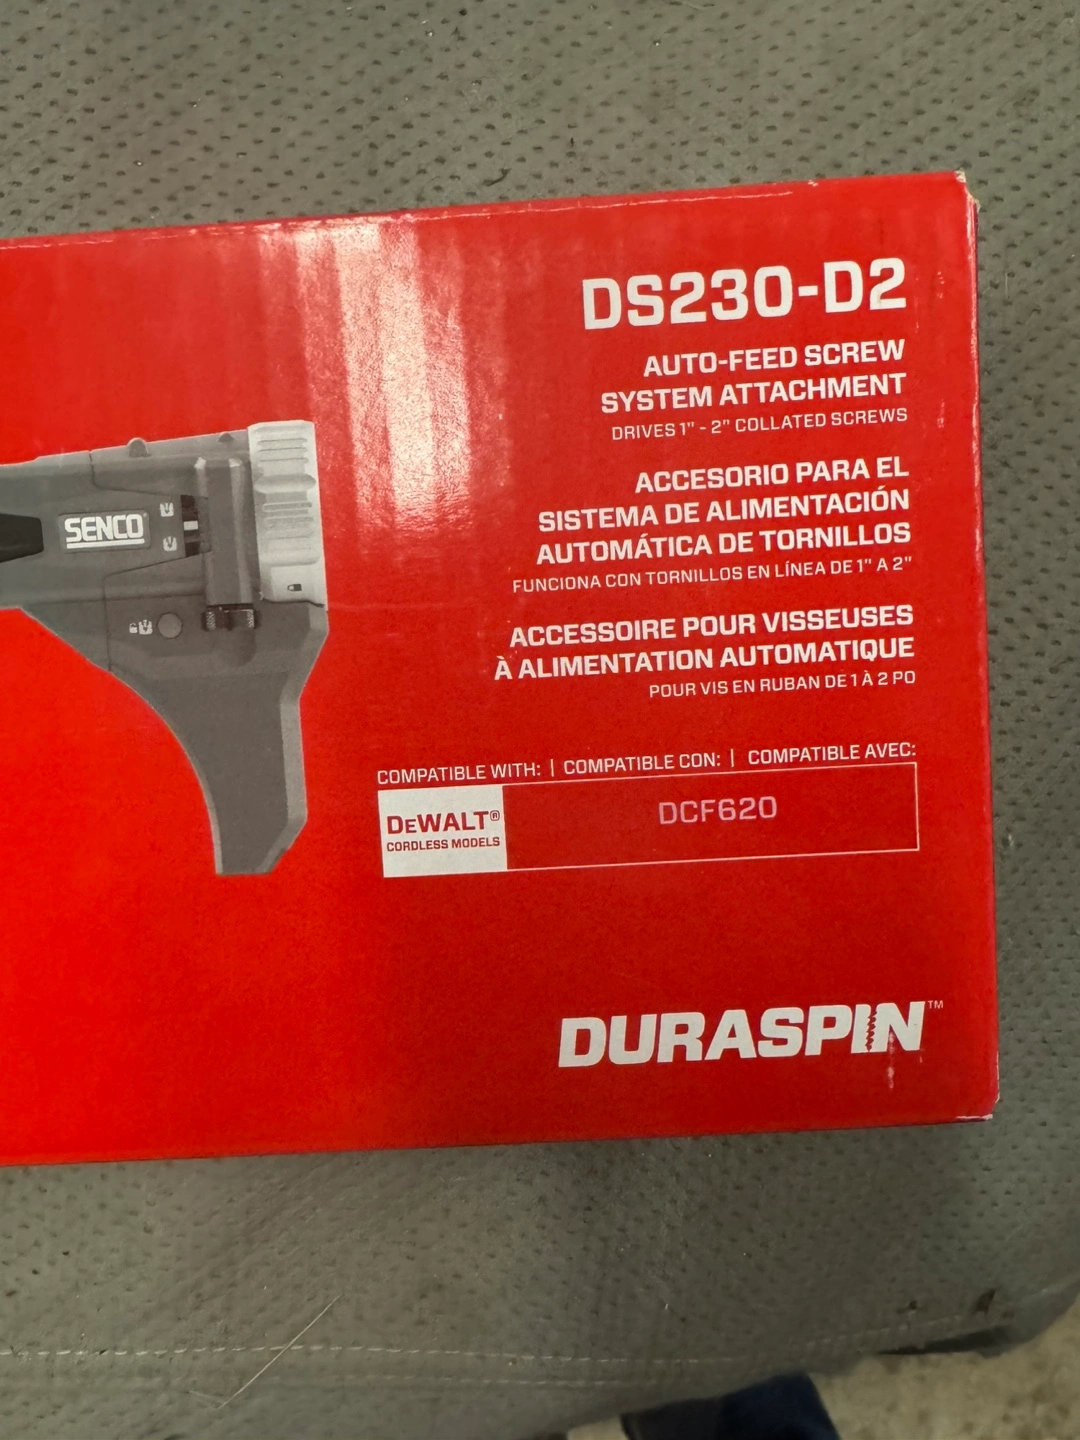 DS230-D2
AUTO-FEED SCREW
SYSTEM ATTACHMENT
DRIVES 1" - 2" COLLATED SCREWS
ACCESORIO PARA EL
SISTEMA DE ALIMENTACIÓN
AUTOMÁTICA DE TORNILLOS
FUNCIONA CON TORNILLOS EN LÍNEA DE 1" A 2"
ACCESSOIRE POUR VISSEUSES
À ALIMENTATION AUTOMATIQUE
POUR VIS EN RUBAN DE 1 À 2 PO
SENCO®
COMPATIBLE WITH: | COMPATIBLE CON: | COMPATIBLE AVEC:
DEWALT®
CORDLESS MODELS
DCF620
DURASPIN™